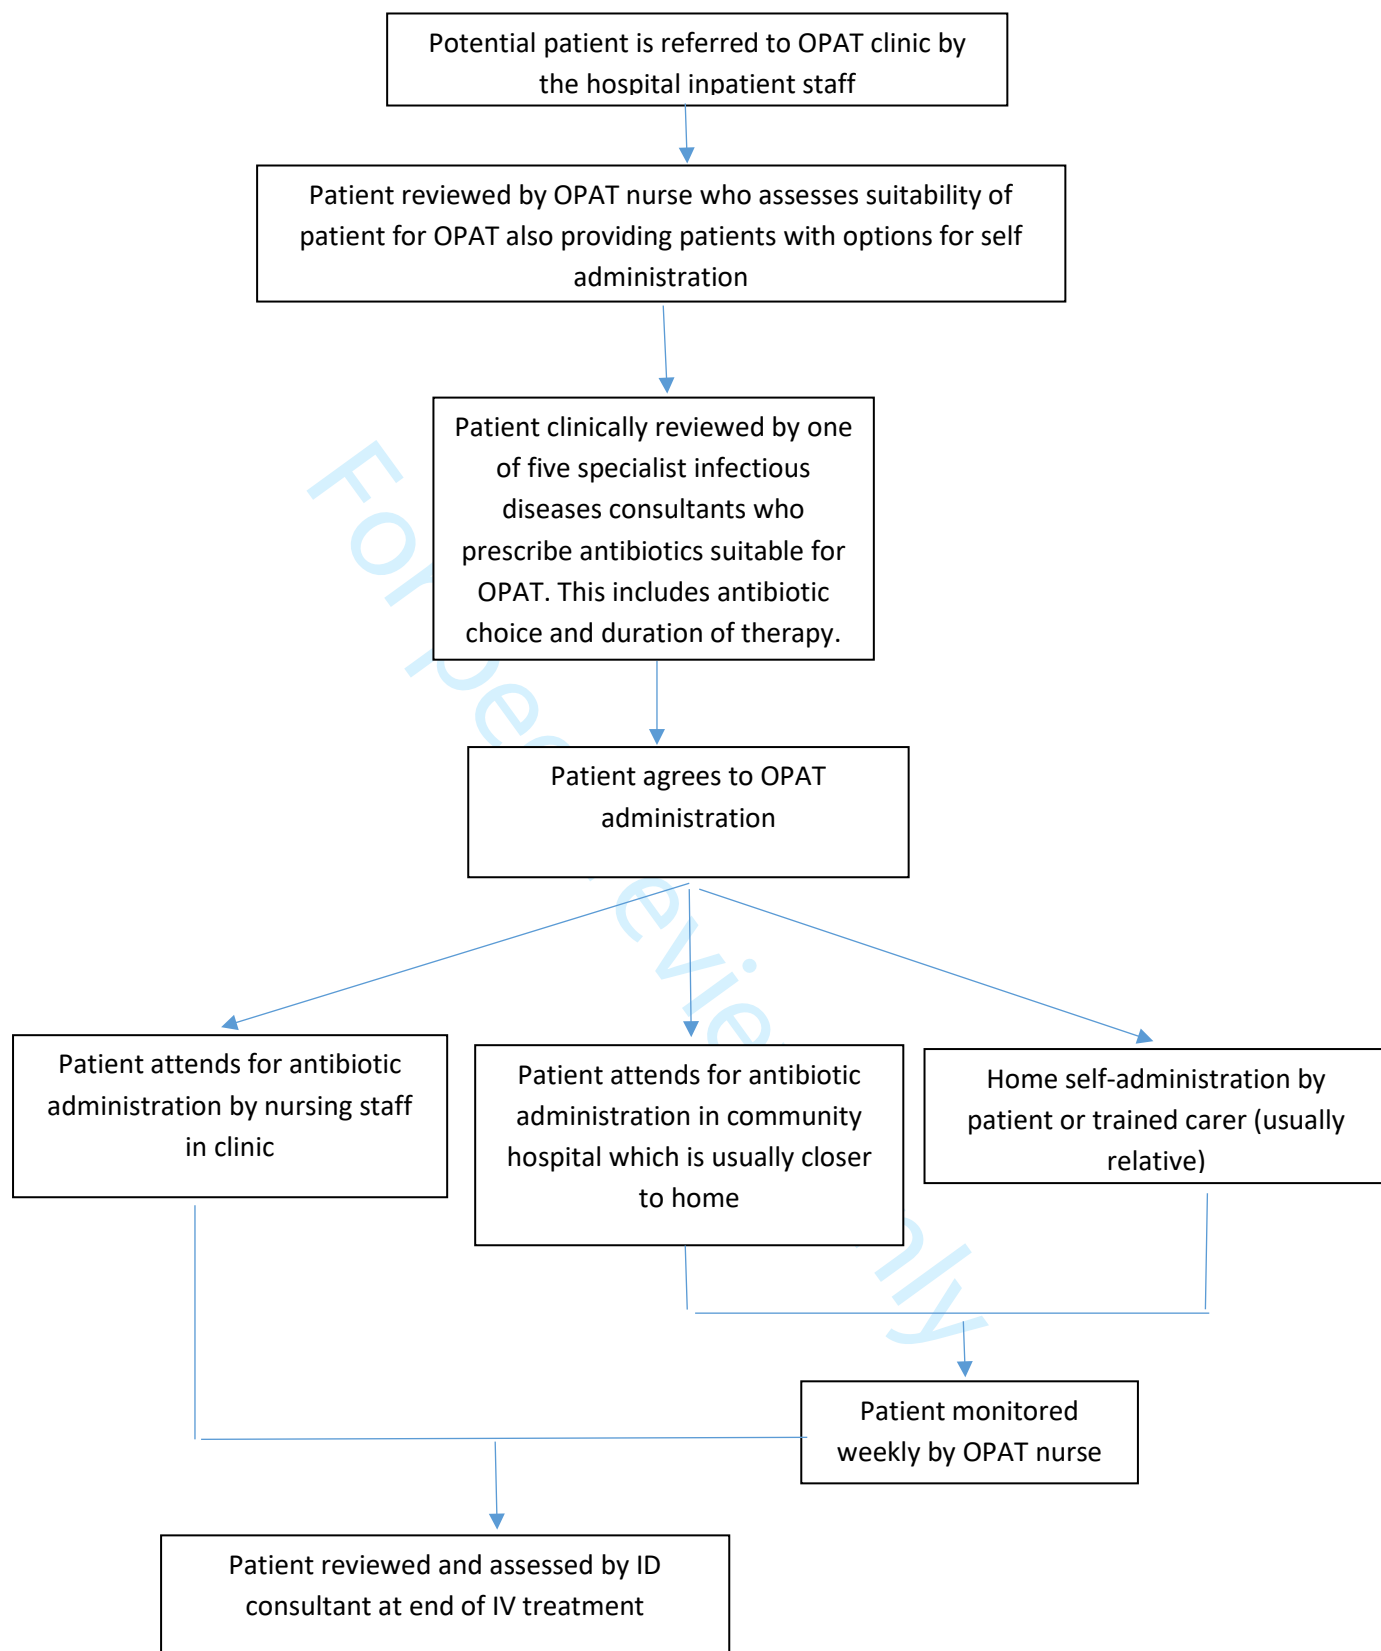 Potential patient is referred to OPAT clinic by
the hospital inpatient staff
Patient reviewed by OPAT nurse who assesses suitability of
patient for OPAT also providing patients with options for self
administration
Patient clinically reviewed by one
of five specialist infectious
diseases consultants who
prescribe antibiotics suitable for
OPAT. This includes antibiotic
choice and duration of therapy.
Patient agrees to OPAT
administration
Patient attends for antibiotic
administration by nursing staff
in clinic
Patient attends for antibiotic
administration in community
hospital which is usually closer
to home
Home self-administration by
patient or trained carer (usually
relative)
Patient monitored
weekly by OPAT nurse
Patient reviewed and assessed by ID
consultant at end of IV treatment
For peer review only